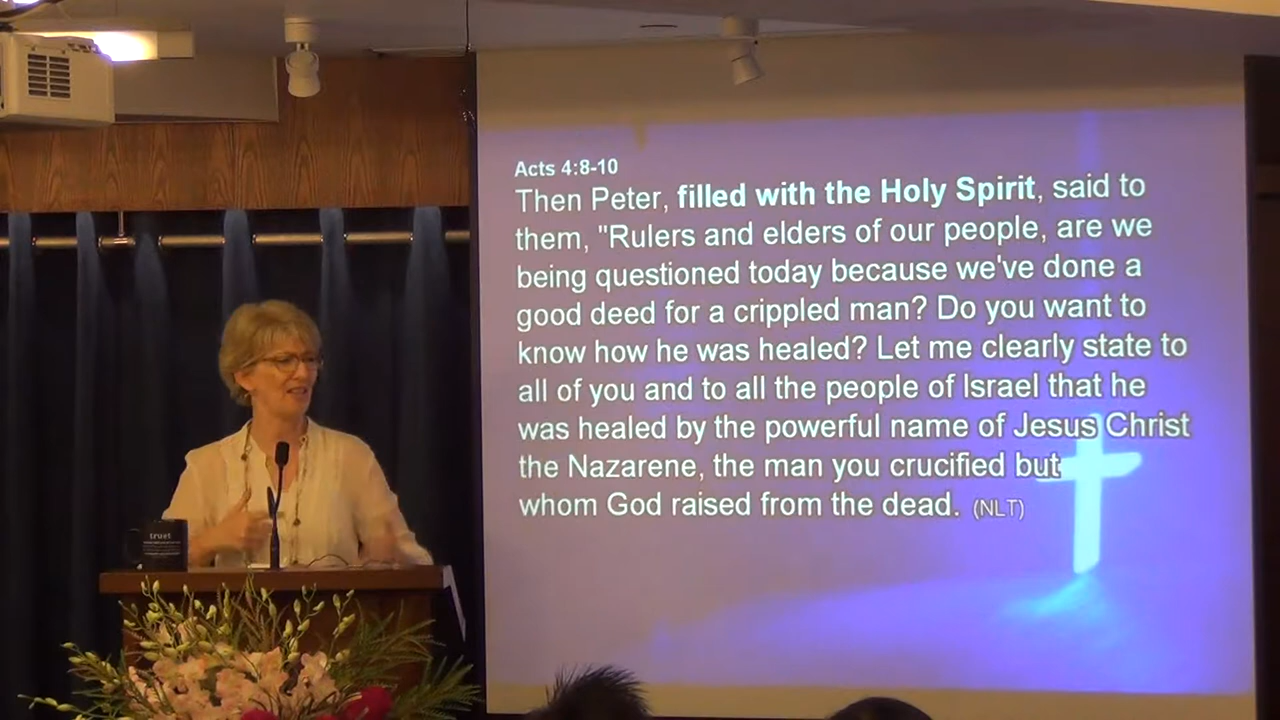 Acts 4:8-10
Then Peter, filled with the Holy Spirit, said to
them, "Rulers and elders of our people, are we
being questioned today because we've done a
good deed for a crippled man? Do you want to
know how he was healed? Let me clearly state to
all of you and to all the people of Israel that he
was healed by the powerful name of Jesus Christ
the Nazarene, the man you crucified but
whom God raised from the dead. (NLT)
trust